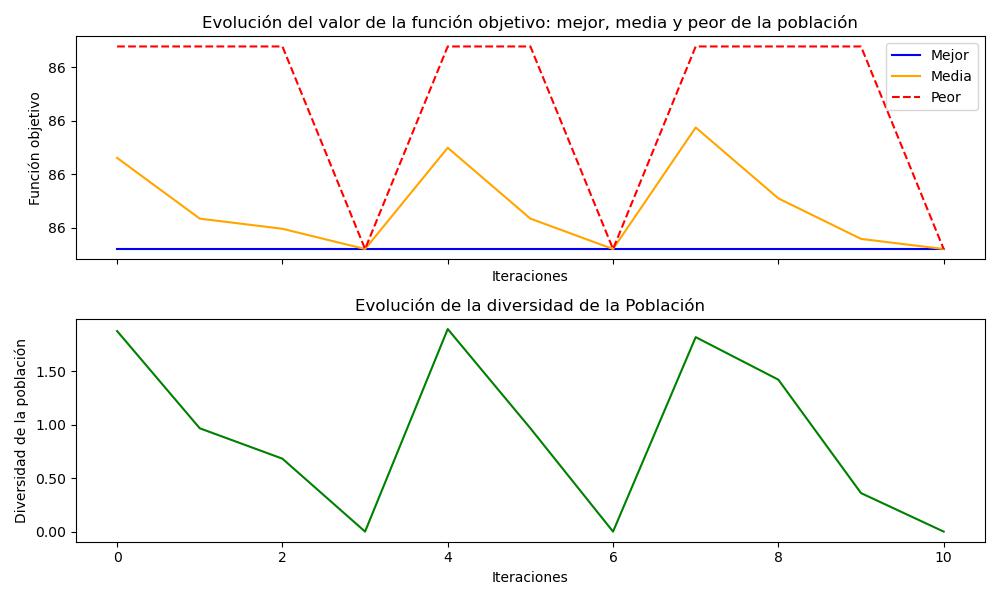 Evolución del valor de la función objetivo: mejor, media y peor de la población
Función objetivo
86
86
86
86
Mejor
Media
Peor
Iteraciones
Evolución de la diversidad de la Población
Diversidad de la población
1.50
1.00
0.50
0.00
0 2 4 6 8 10
Iteraciones